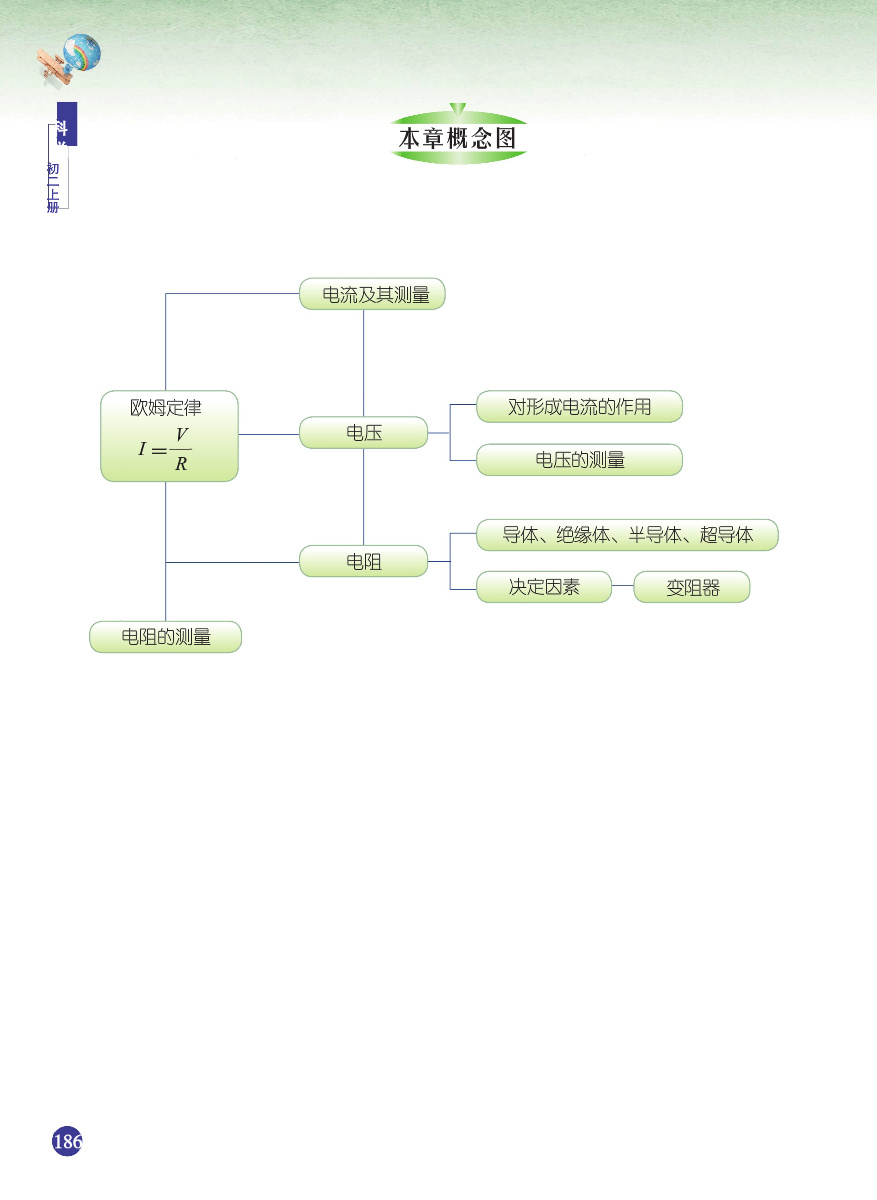 科
初二上册
本章概念图
电流及其测量
欧姆定律
I = V/R
电压
对形成电流的作用
电压的测量
电阻
导体、绝缘体、半导体、超导体
决定因素
变阻器
电阻的测量
186